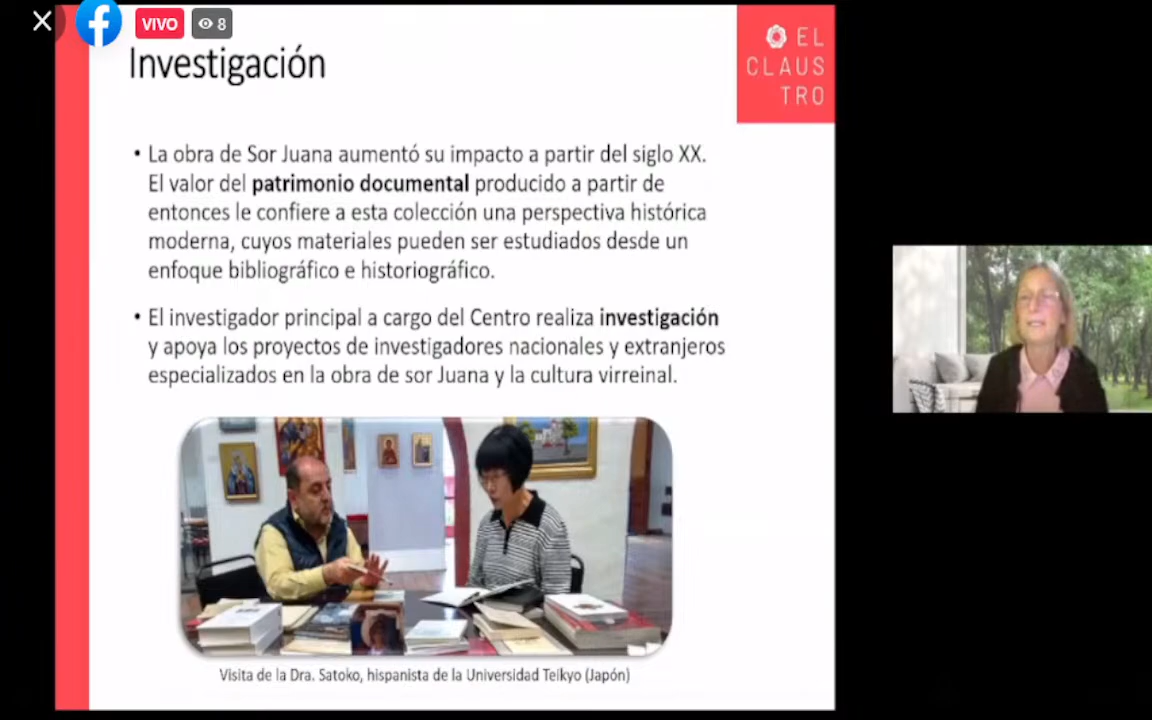 VIVO
8
Investigación
EL
CLAUS
TRO
• La obra de Sor Juana aumentó su impacto a partir del siglo XX.
El valor del patrimonio documental producido a partir de
entonces le confiere a esta colección una perspectiva histórica
moderna, cuyos materiales pueden ser estudiados desde un
enfoque bibliográfico e historiográfico.
• El investigador principal a cargo del Centro realiza investigación
y apoya los proyectos de investigadores nacionales y extranjeros
especializados en la obra de sor Juana y la cultura virreinal.
Visita de la Dra. Satoko, hispanista de la Universidad Teikyo (Japón)